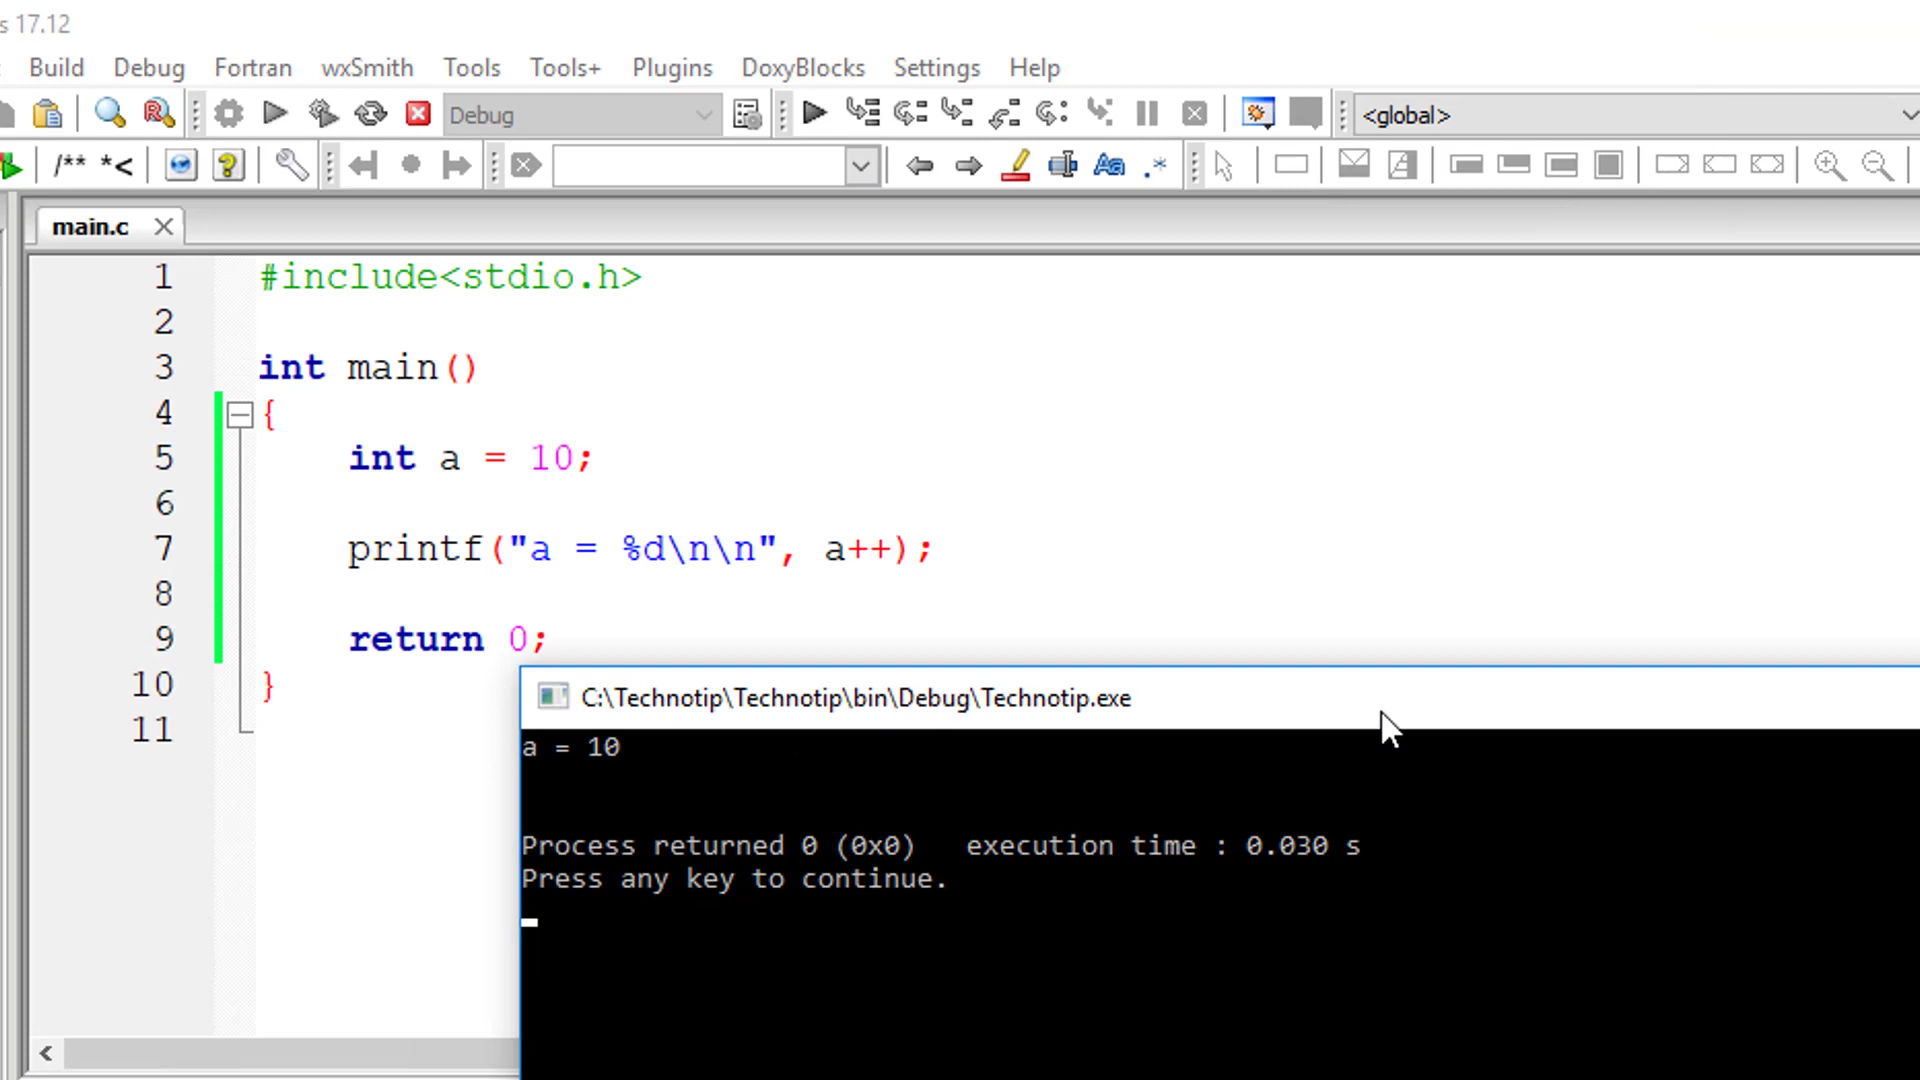 s 17.12
Build Debug Fortran wxSmith Tools Tools+ Plugins DoxyBlocks Settings Help
Debug <global>
/** *< Aa .*
main.c
1 #include<stdio.h>
2
3 int main()
4 {
5 int a = 10;
6
7 printf("a = %d\n\n", a++);
8
9 return 0;
10 }
11
C:\Technotip\Technotip\bin\Debug\Technotip.exe
a = 10
Process returned 0 (0x0) execution time : 0.030 s
Press any key to continue.